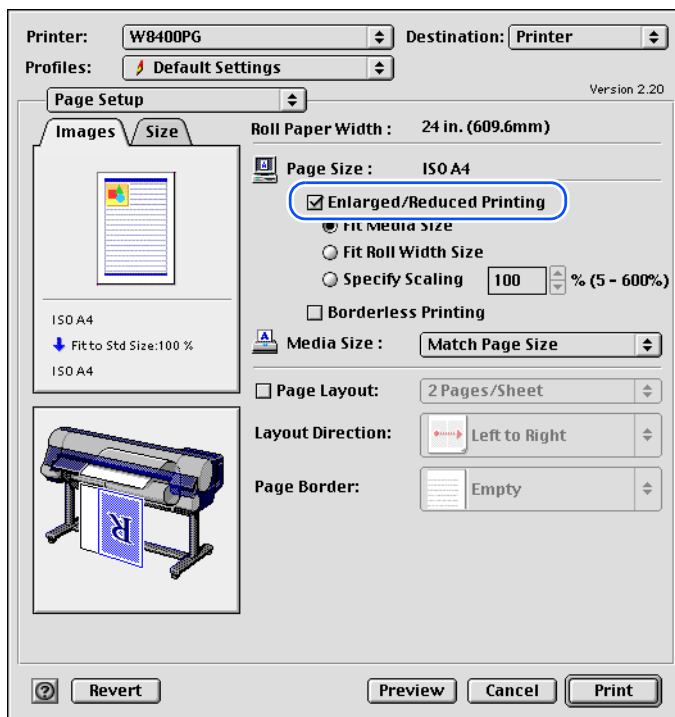 Printer: W8400PG Destination: Printer
Profiles: Default Settings
Version 2.20
Page Setup
Images Size
Roll Paper Width : 24 in. (609.6mm)
Page Size : ISO A4
Enlarged/Reduced Printing
Fit Media Size
Fit Roll Width Size
Specify Scaling 100 % (5 - 600%)
Borderless Printing
ISO A4
Fit to Std Size:100 %
ISO A4
Media Size : Match Page Size
Page Layout: 2 Pages/Sheet
Layout Direction: Left to Right
Page Border: Empty
R
? Revert Preview Cancel Print